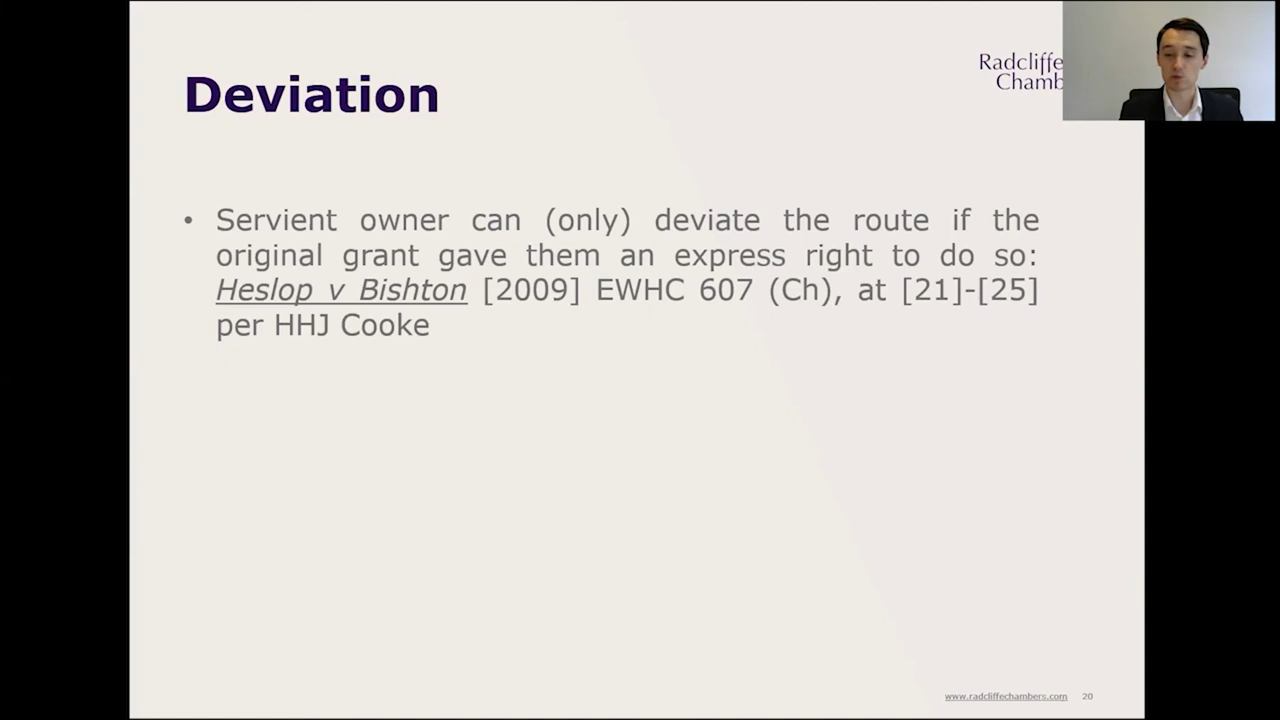 Deviation
Radcliffe
Chamb
• Servient owner can (only) deviate the route if the
original grant gave them an express right to do so:
Heslop v Bishton [2009] EWHC 607 (Ch), at [21]-[25]
per HHJ Cooke
www.radcliffechambers.com 20